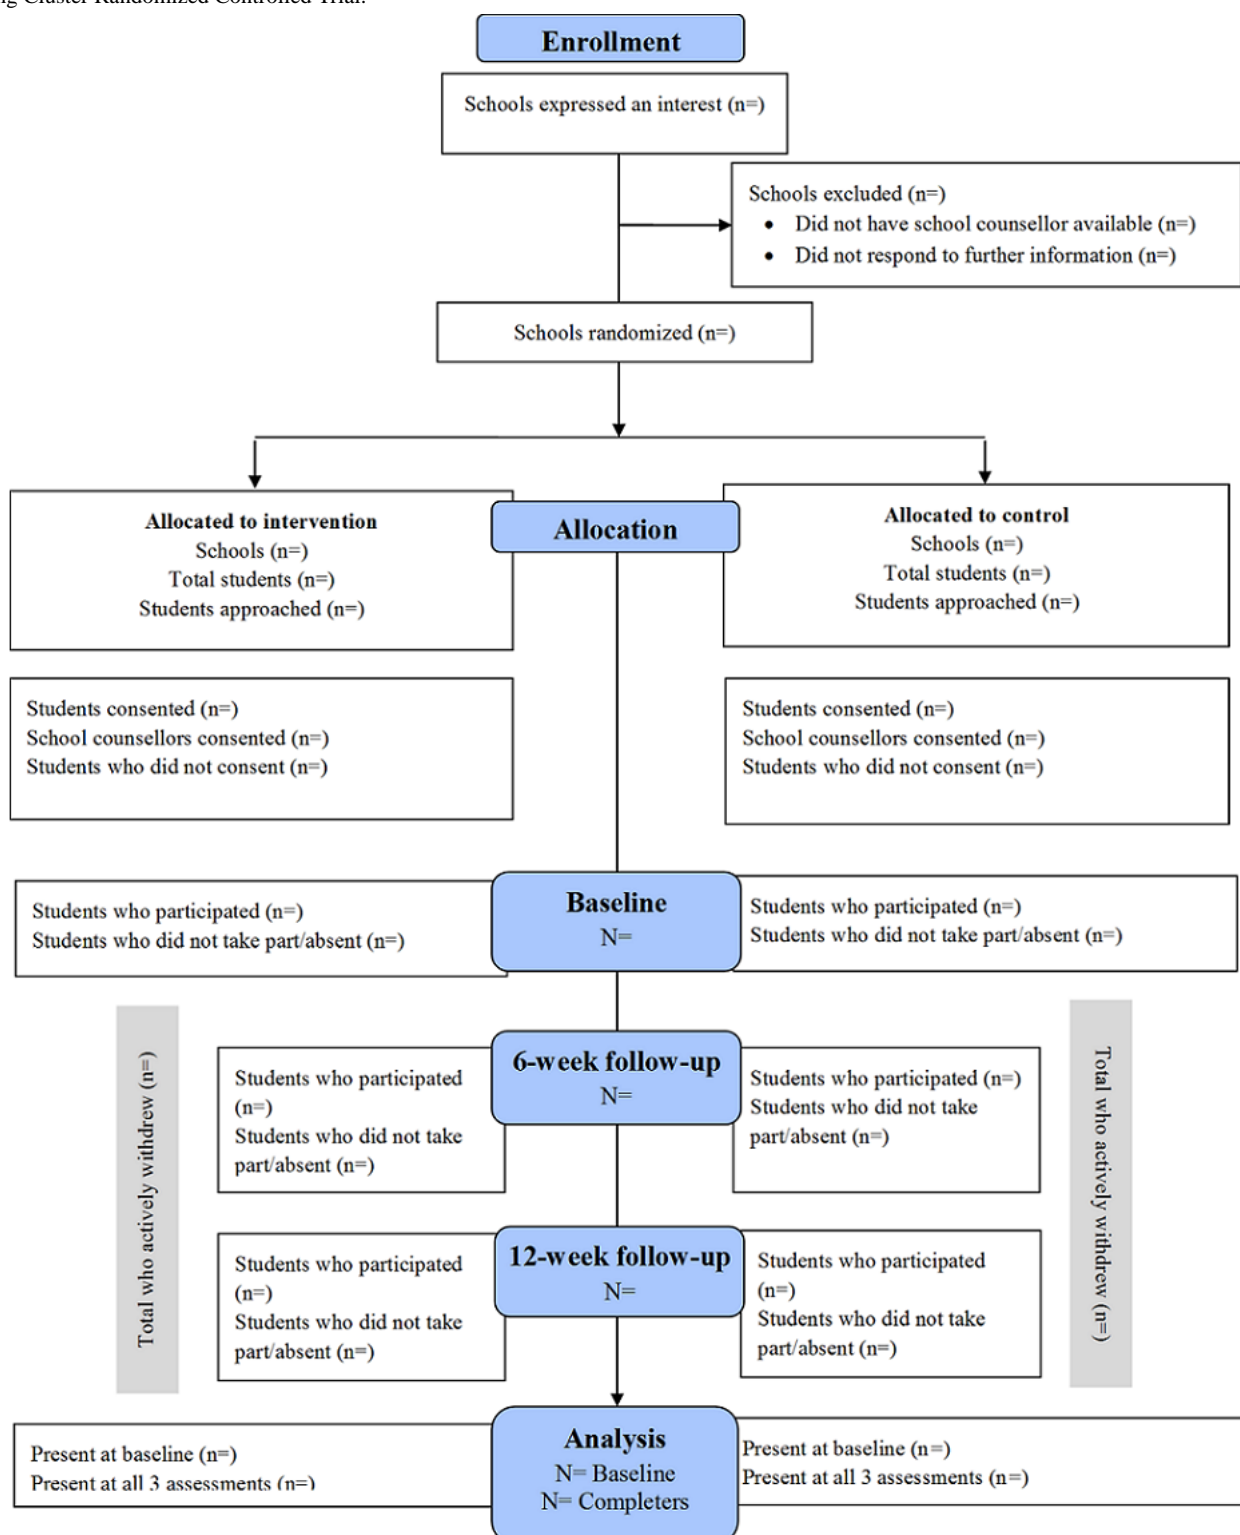 ng Cluster Randomized Controlled Trial.
Enrollment
Schools expressed an interest (n=)
Schools excluded (n=)
• Did not have school counsellor available (n=)
• Did not respond to further information (n=)
Schools randomized (n=)
Allocated to intervention
Schools (n=)
Total students (n=)
Students approached (n=)
Allocation
Allocated to control
Schools (n=)
Total students (n=)
Students approached (n=)
Students consented (n=)
School counsellors consented (n=)
Students who did not consent (n=)
Students consented (n=)
School counsellors consented (n=)
Students who did not consent (n=)
Students who participated (n=)
Students who did not take part/absent (n=)
Baseline
N=
Students who participated (n=)
Students who did not take part/absent (n=)
Total who actively withdrew (n=)
Students who participated
(n=)
Students who did not take
part/absent (n=)
6-week follow-up
N=
Students who participated (n=)
Students who did not take
part/absent (n=)
Total who actively withdrew (n=)
Students who participated
(n=)
Students who did not take
part/absent (n=)
12-week follow-up
N=
Students who participated
(n=)
Students who did not take
part/absent (n=)
Present at baseline (n=)
Present at all 3 assessments (n=)
Analysis
N= Baseline
N= Completers
Present at baseline (n=)
Present at all 3 assessments (n=)